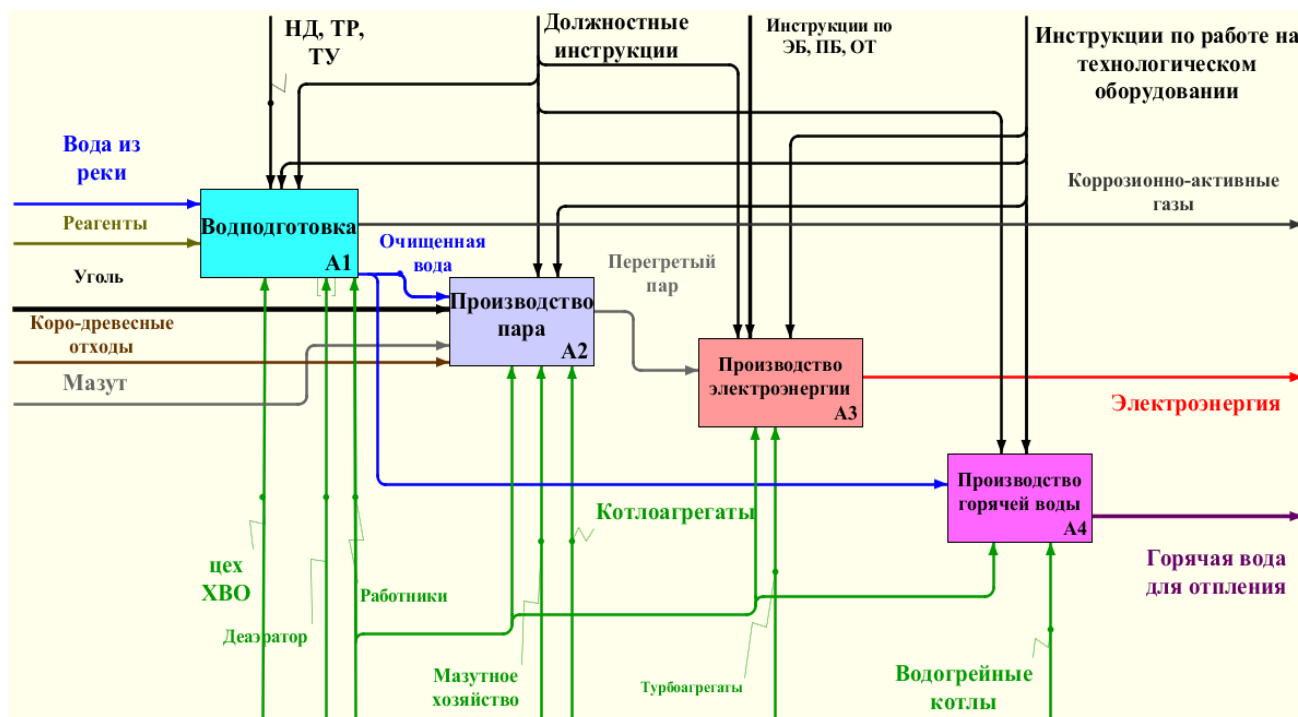 НД, ТР,
ТУ
Должностные
инструкции
Инструкции по
ЭБ, ПБ, ОТ
Инструкции по работе на
технологическом
оборудовании
Вода из
реки
Реагенты
Водподготовка
А1
Коррозионно-активные
газы
Уголь
Очищенная
вода
Перегретый
пар
Производство
пара
А2
Коро-древесные
отходы
Мазут
Производство
электроэнергии
А3
Электроэнергия
Производство
горячей воды
А4
Котлоагрегаты
Горячая вода
для отпления
цех
ХВО
Работники
Деаэратор
Мазутное
хозяйство
Турбоагрегаты
Водогрейные
котлы